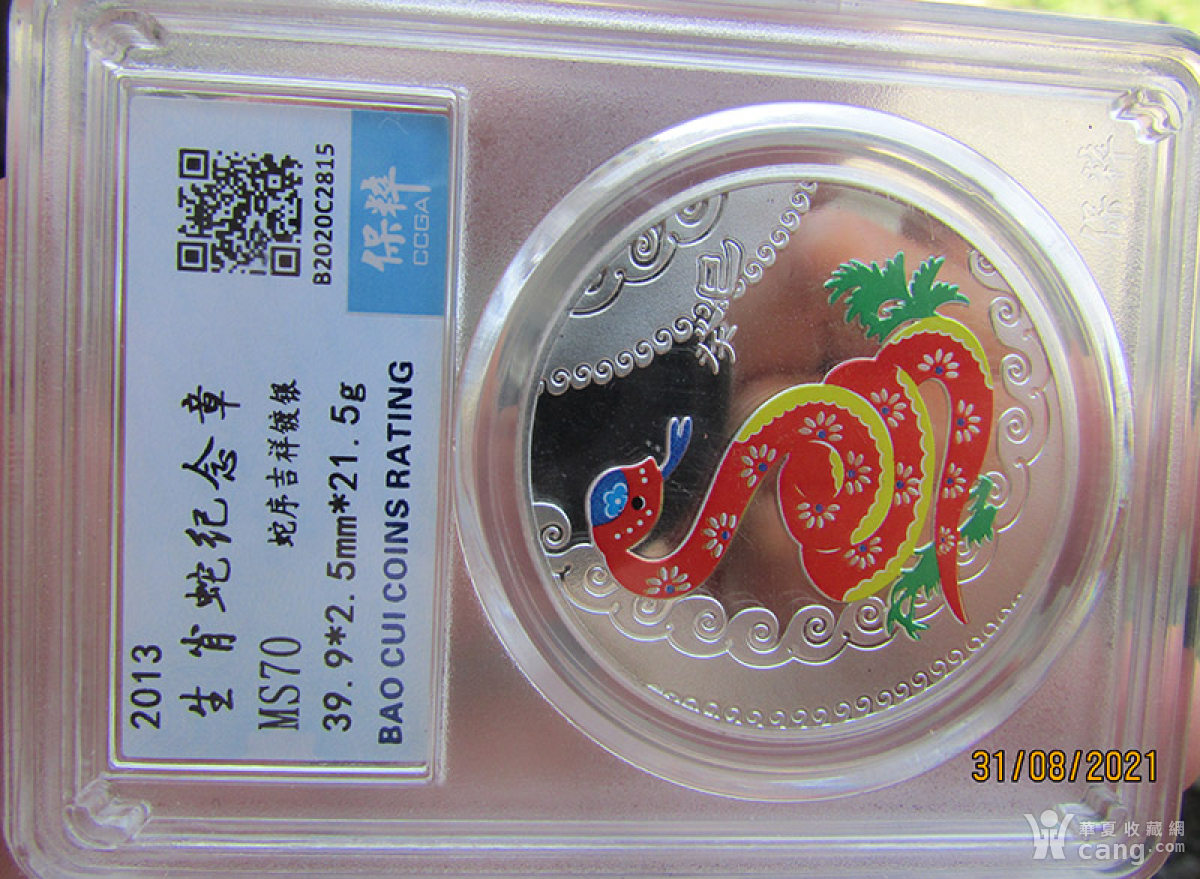 2013
生肖蛇纪念章
MS70 蛇序吉祥镀银
39.9*2.5mm*21.5g
BAO CUI COINS RATING
B2020C2815
保粹
CCGA
癸巳
保粹
31/08/2021
華夏收藏網
cang.com